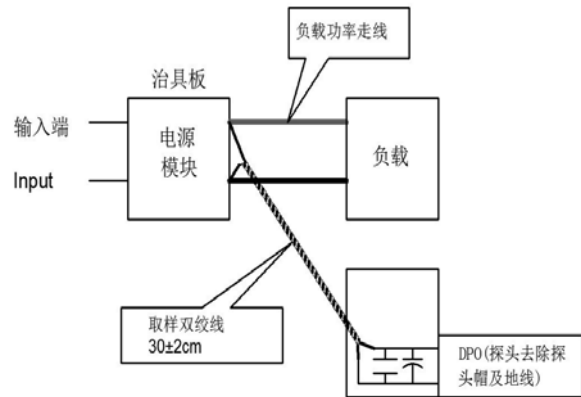 负载功率走线
治具板
输入端
电源
模块
负载
Input
取样双绞线
30±2cm
DPO(探头去除探
头帽及地线)